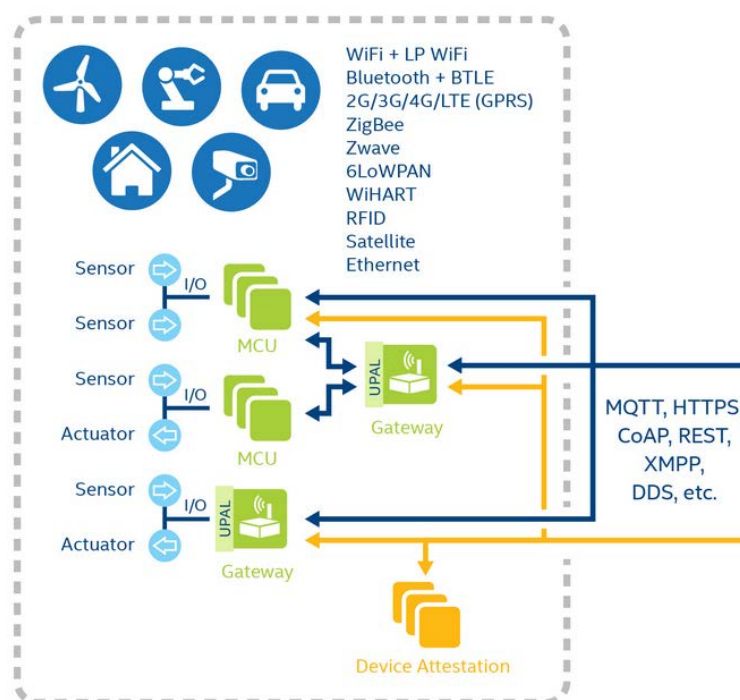 WiFi + LP WiFi
Bluetooth + BTLE
2G/3G/4G/LTE (GPRS)
ZigBee
Zwave
6LoWPAN
WiHART
RFID
Satellite
Ethernet
Sensor
I/O
Sensor
MCU
Sensor
I/O
Actuator
MCU
UPAL
Gateway
Sensor
I/O
Actuator
UPAL
Gateway
MQTT, HTTPS
CoAP, REST,
XMPP,
DDS, etc.
Device Attestation